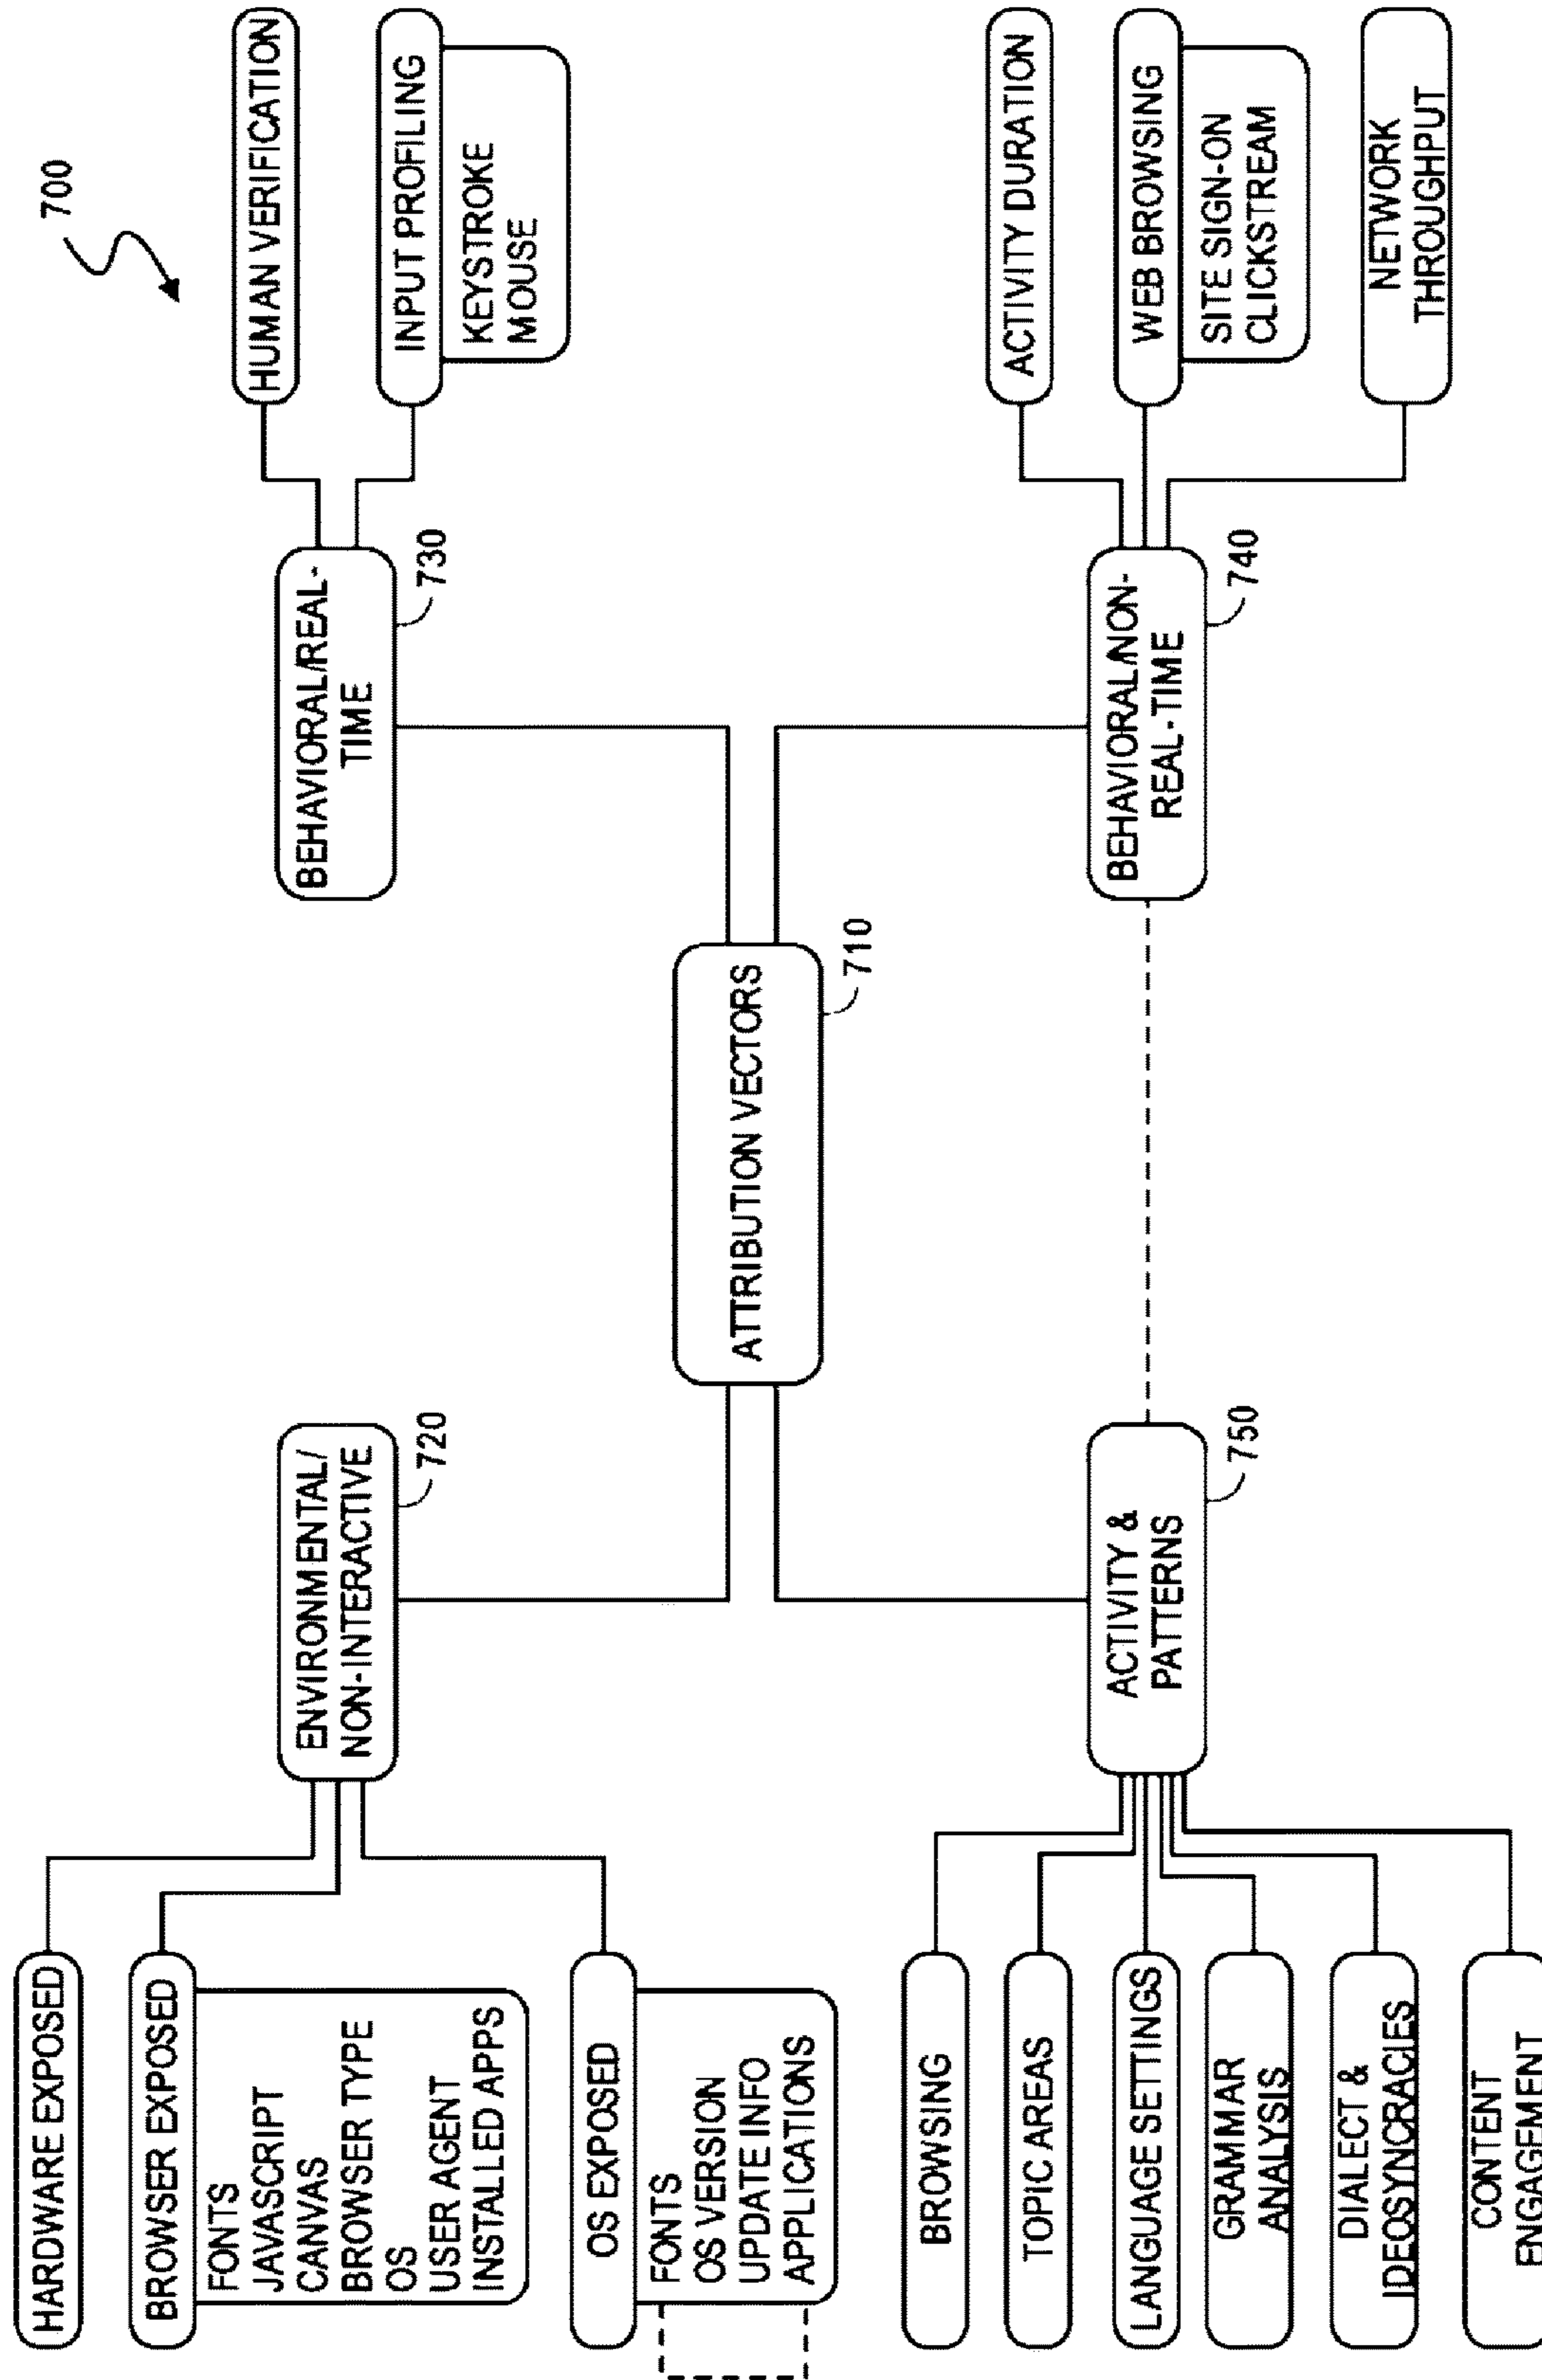 700
HARDWARE EXPOSED
BROWSER EXPOSED
FONTS
JAVASCRIPT
CANVAS
BROWSER TYPE
OS
USER AGENT
INSTALLED APPS
OS EXPOSED
FONTS
OS VERSION
UPDATE INFO
APPLICATIONS
ENVIRONMENTAL/
NON-INTERACTIVE
720
BROWSING
TOPIC AREAS
LANGUAGE SETTINGS
GRAMMAR
ANALYSIS
DIALECT &
IDEOSYNCRACIES
CONTENT
ENGAGEMENT
ACTIVITY &
PATTERNS
750
ATTRIBUTION VECTORS
710
BEHAVIORAL/REAL-
TIME
730
HUMAN VERIFICATION
INPUT PROFILING
KEYSTROKE
MOUSE
BEHAVIORAL/NON-
REAL-TIME
740
ACTIVITY DURATION
WEB BROWSING
SITE SIGN-ON
CLICKSTREAM
NETWORK
THROUGHPUT